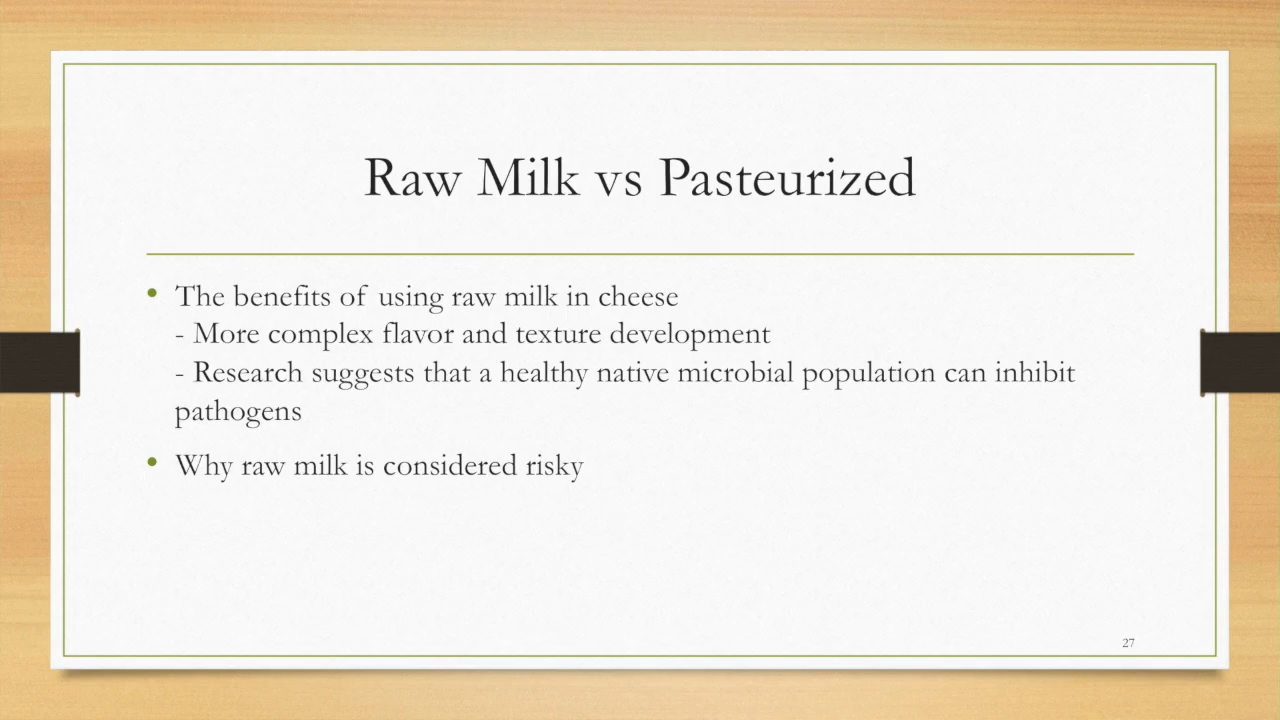 Raw Milk vs Pasteurized
• The benefits of using raw milk in cheese
- More complex flavor and texture development
- Research suggests that a healthy native microbial population can inhibit
pathogens
• Why raw milk is considered risky
27